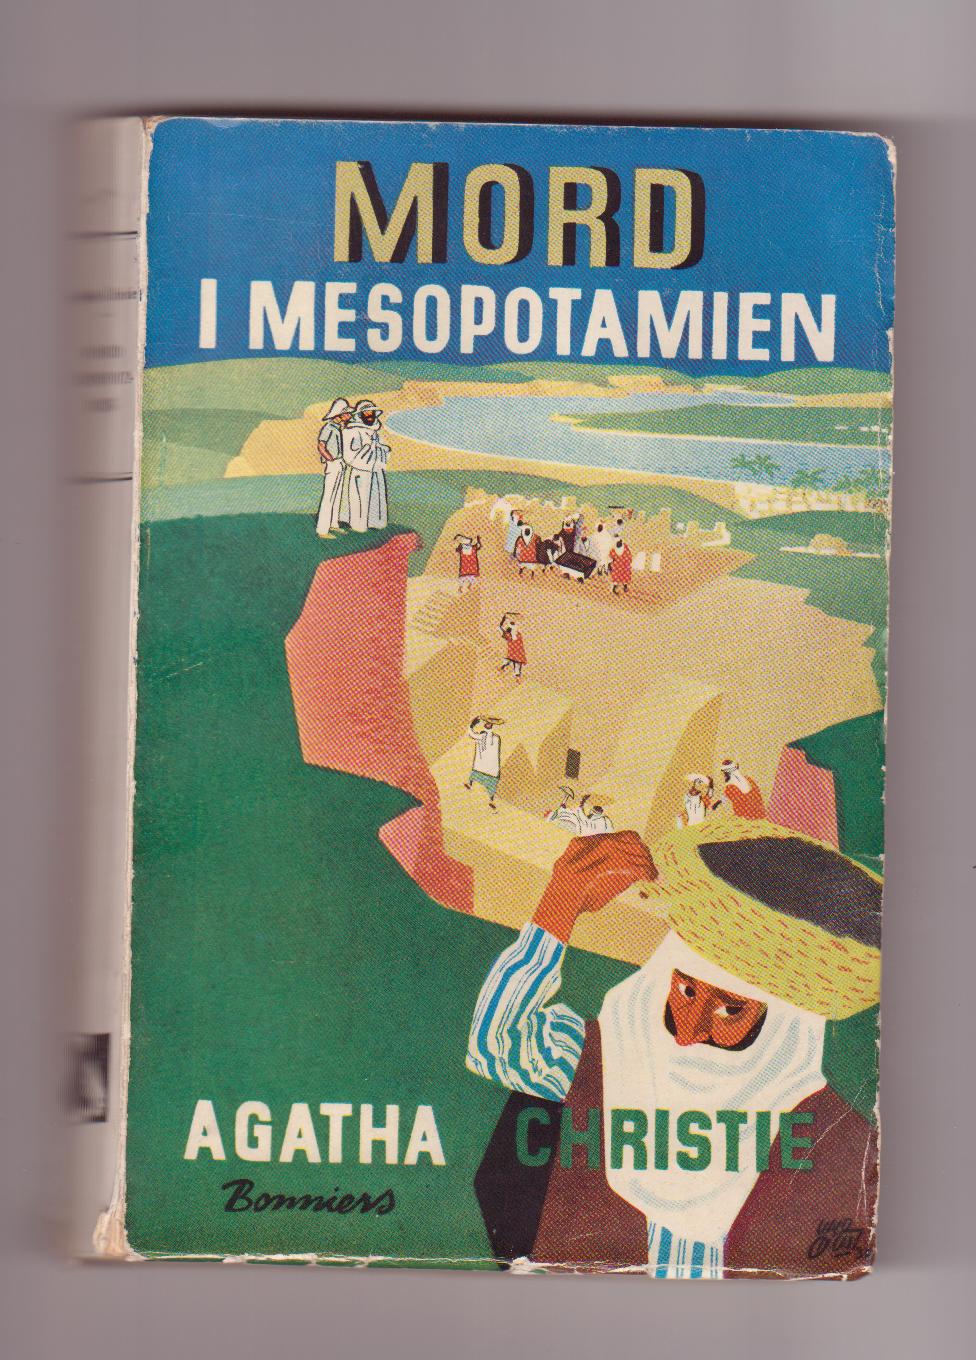 MORD
I MESOPOTAMIEN
AGATHA CHRISTIE
Bonniers